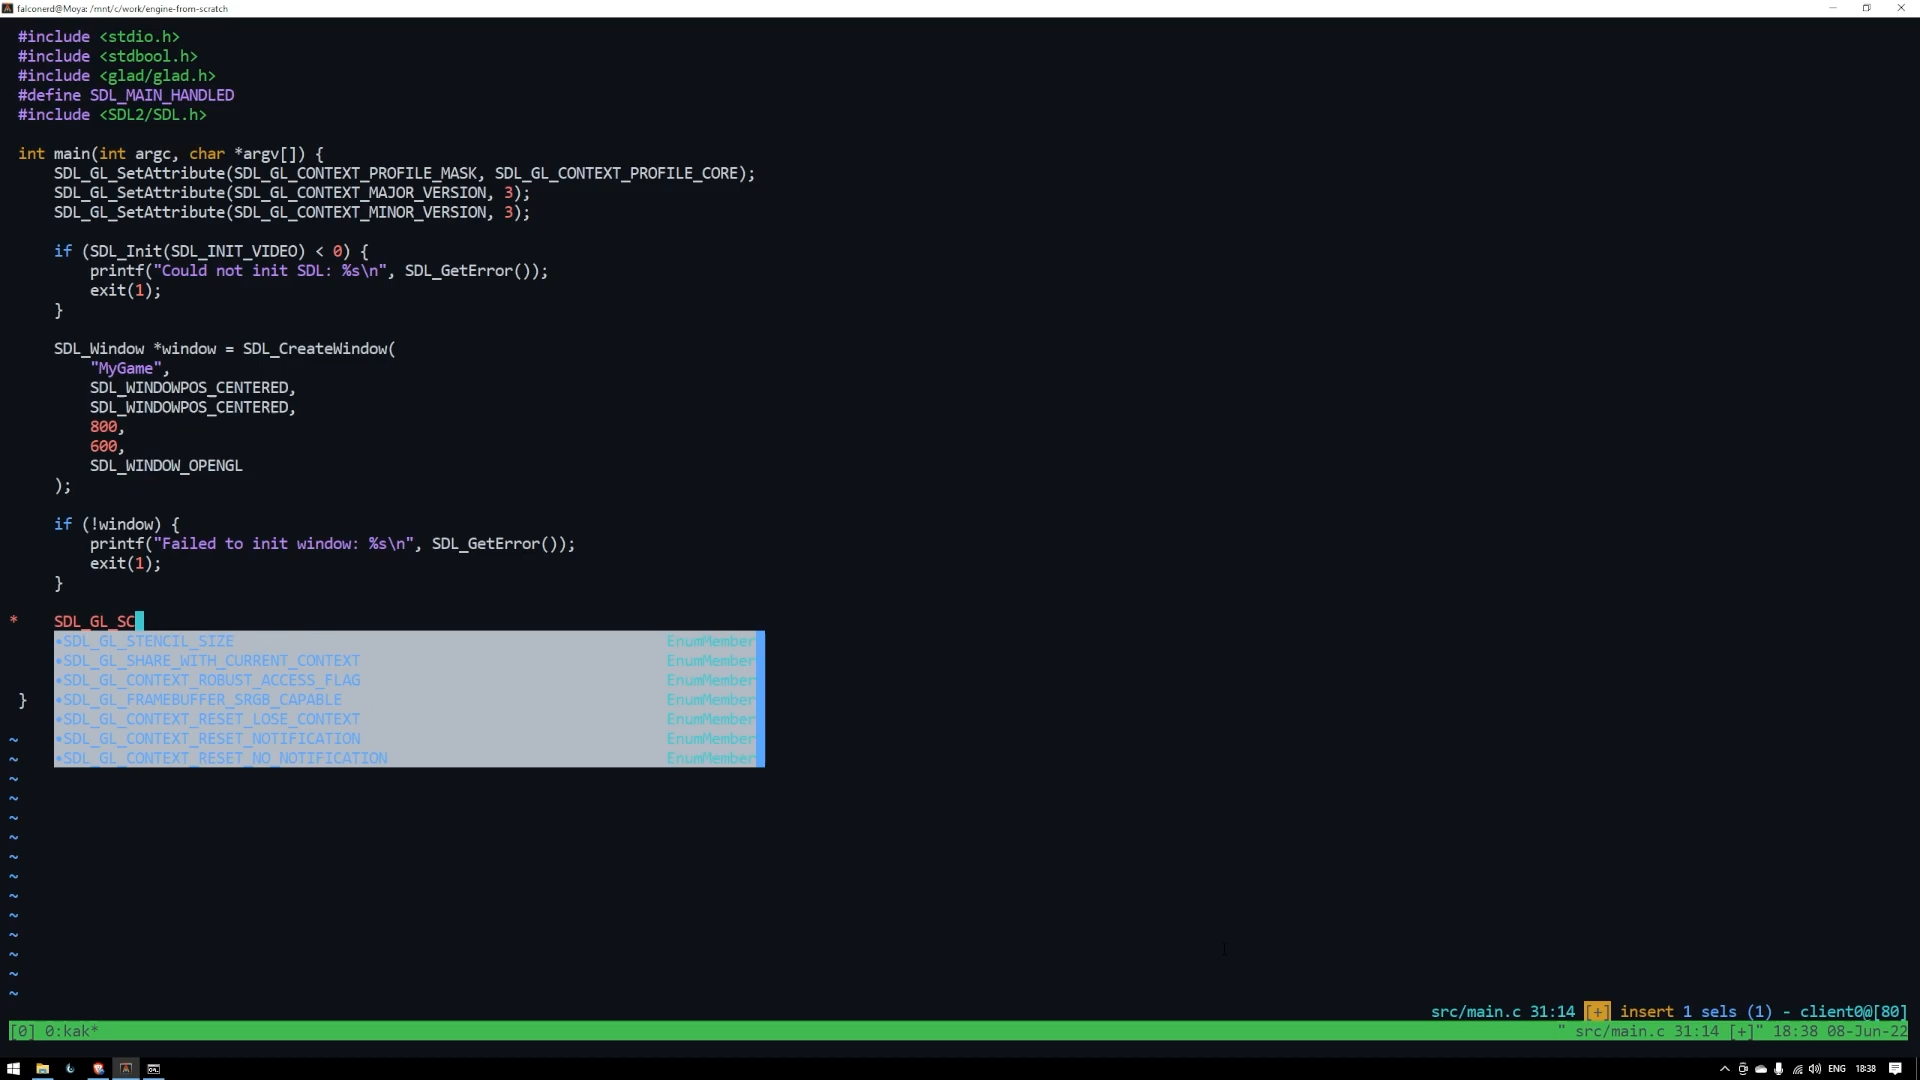 falconerd@Moya: /mnt/c/work/engine-from-scratch
#include <stdio.h>
#include <stdbool.h>
#include <glad/glad.h>
#define SDL_MAIN_HANDLED
#include <SDL2/SDL.h>
int main(int argc, char *argv[]) {
SDL_GL_SetAttribute(SDL_GL_CONTEXT_PROFILE_MASK, SDL_GL_CONTEXT_PROFILE_CORE);
SDL_GL_SetAttribute(SDL_GL_CONTEXT_MAJOR_VERSION, 3);
SDL_GL_SetAttribute(SDL_GL_CONTEXT_MINOR_VERSION, 3);
if (SDL_Init(SDL_INIT_VIDEO) < 0) {
printf("Could not init SDL: %s\n", SDL_GetError());
exit(1);
}
SDL_Window *window = SDL_CreateWindow(
"MyGame",
SDL_WINDOWPOS_CENTERED,
SDL_WINDOWPOS_CENTERED,
800,
600,
SDL_WINDOW_OPENGL
);
if (!window) {
printf("Failed to init window: %s\n", SDL_GetError());
exit(1);
}
* SDL_GL_SC
•SDL_GL_STENCIL_SIZE EnumMember
•SDL_GL_SHARE_WITH_CURRENT_CONTEXT EnumMember
•SDL_GL_CONTEXT_ROBUST_ACCESS_FLAG EnumMember
} •SDL_GL_FRAMEBUFFER_SRGB_CAPABLE EnumMember
•SDL_GL_CONTEXT_RESET_LOSE_CONTEXT EnumMember
~ •SDL_GL_CONTEXT_RESET_NOTIFICATION EnumMember
~ •SDL_GL_CONTEXT_RESET_NO_NOTIFICATION EnumMember
~
~
~
~
~
~
~
~
~
~
~
~
src/main.c 31:14 [+] insert 1 sels (1) - client0@[80]
[0] 0:kak* " src/main.c 31:14 [+]" 18:38 08-Jun-22
ENG 18:38